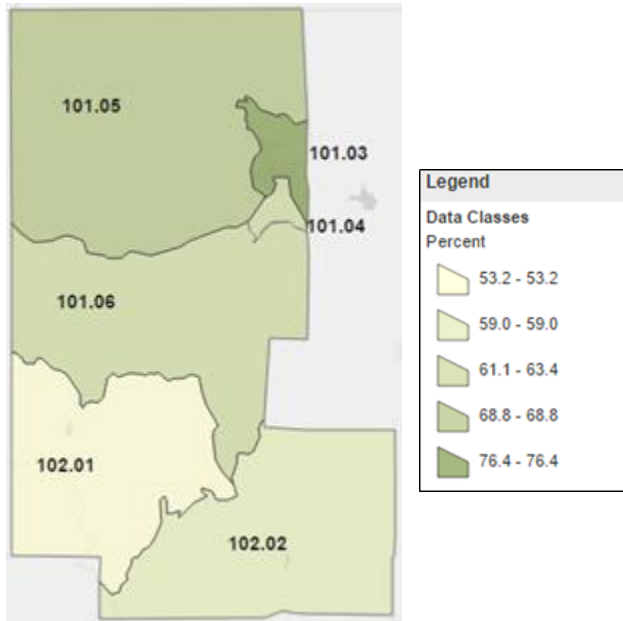 101.05
101.03
101.04
101.06
102.01
102.02
Legend
Data Classes
Percent
53.2 - 53.2
59.0 - 59.0
61.1 - 63.4
68.8 - 68.8
76.4 - 76.4